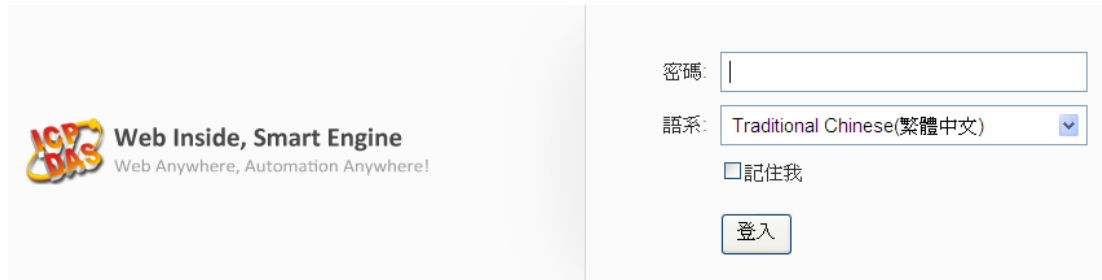 ICP DAS
Web Inside, Smart Engine
Web Anywhere, Automation Anywhere!
密碼:
語系: Traditional Chinese(繁體中文)
記住我
登入